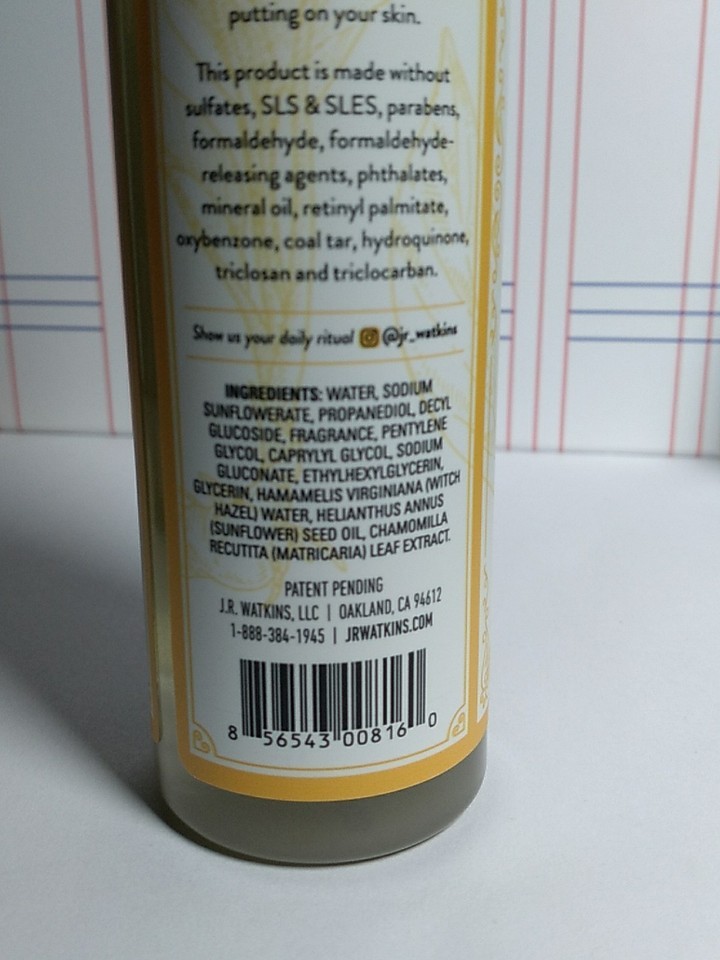 putting on your skin.
This product is made without
sulfates, SLS & SLES, parabens,
formaldehyde, formaldehyde-
releasing agents, phthalates,
mineral oil, retinyl palmitate,
oxybenzone, coal tar, hydroquinone,
triclosan and triclocarban.
Show us your daily ritual @jr_watkins
INGREDIENTS: WATER, SODIUM
SUNFLOWERATE, PROPANEDIOL, DECYL
GLUCOSIDE, FRAGRANCE, PENTYLENE
GLYCOL, CAPRYLYL GLYCOL, SODIUM
GLUCONATE, ETHYLHEXYLGLYCERIN,
GLYCERIN, HAMAMELIS VIRGINIANA (WITCH
HAZEL) WATER, HELIANTHUS ANNUS
(SUNFLOWER) SEED OIL, CHAMOMILLA
RECUTITA (MATRICARIA) LEAF EXTRACT.
PATENT PENDING
J.R. WATKINS, LLC | OAKLAND, CA 94612
1-888-384-1945 | JRWATKINS.COM
8 56543 00816 0